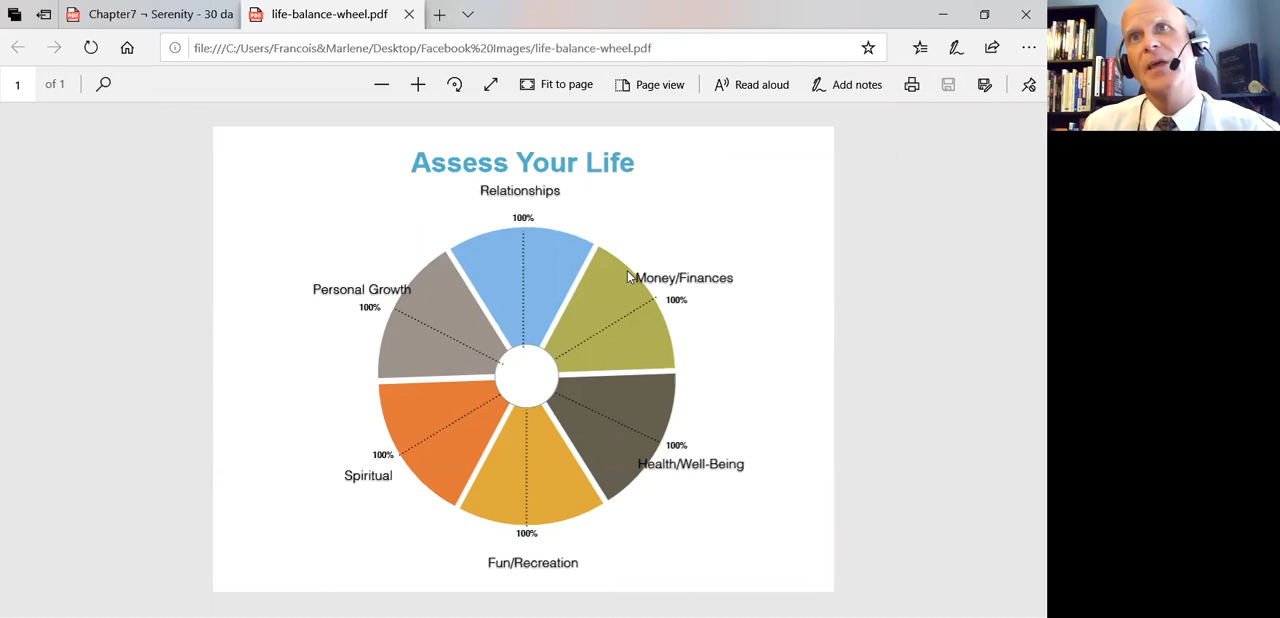 Chapter7 ¬ Serenity - 30 da
life-balance-wheel.pdf
file:///C:/Users/Francois&Marlene/Desktop/Facebook%20Images/life-balance-wheel.pdf
1 of 1
Fit to page
Page view
Read aloud
Add notes
Assess Your Life
Relationships
100%
Money/Finances
100%
Personal Growth
100%
100%
Health/Well-Being
100%
Spiritual
100%
Fun/Recreation